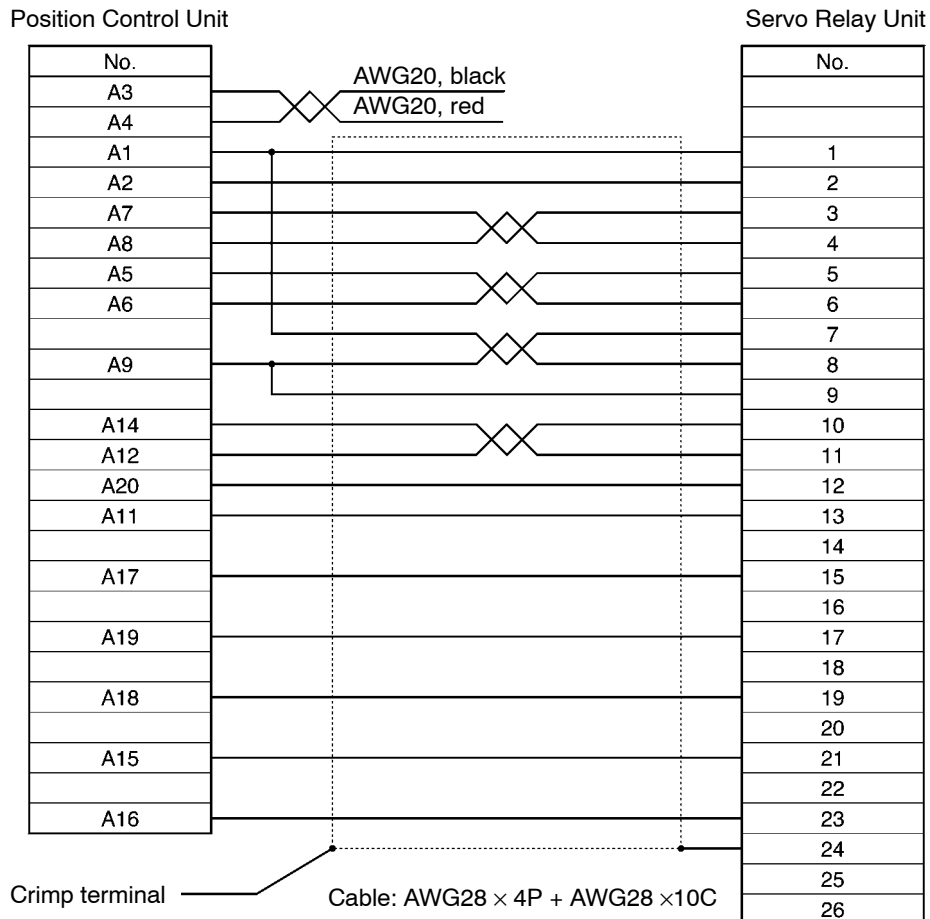 Position Control Unit Servo Relay Unit
No. No.
A3 AWG20, black
A4 AWG20, red
A1 1
A2 2
A7 3
A8 4
A5 5
A6 6
7
A9 8
9
A14 10
A12 11
A20 12
A11 13
14
A17 15
16
A19 17
18
A18 19
20
A15 21
22
A16 23
24
25
Crimp terminal Cable: AWG28 × 4P + AWG28 ×10C
26